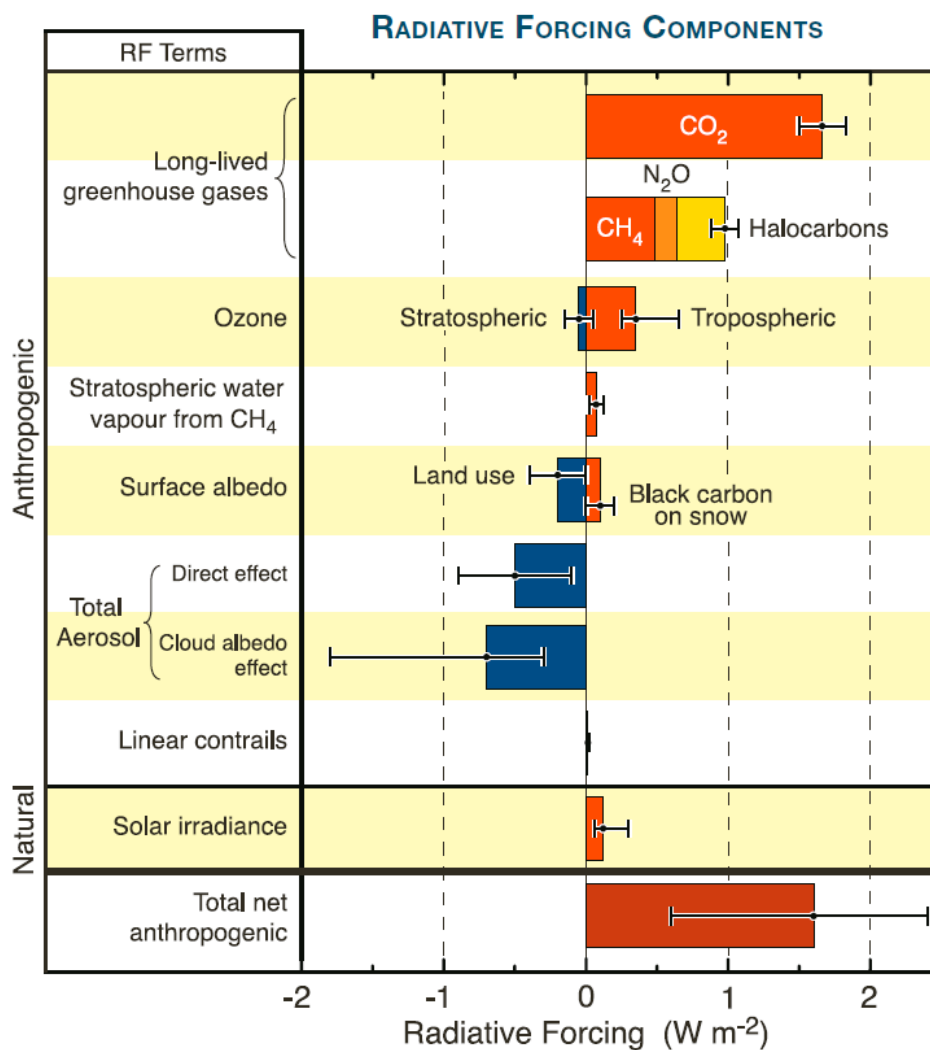 RADIATIVE FORCING COMPONENTS
RF Terms
CO₂
Long-lived
greenhouse gases
N₂O
CH₄
Halocarbons
Ozone
Stratospheric
Tropospheric
Anthropogenic
Stratospheric water
vapour from CH₄
Surface albedo
Land use
Black carbon
on snow
Total
Aerosol
Direct effect
Cloud albedo
effect
Linear contrails
Natural
Solar irradiance
Total net
anthropogenic
-2 -1 0 1 2
Radiative Forcing (W m⁻²)